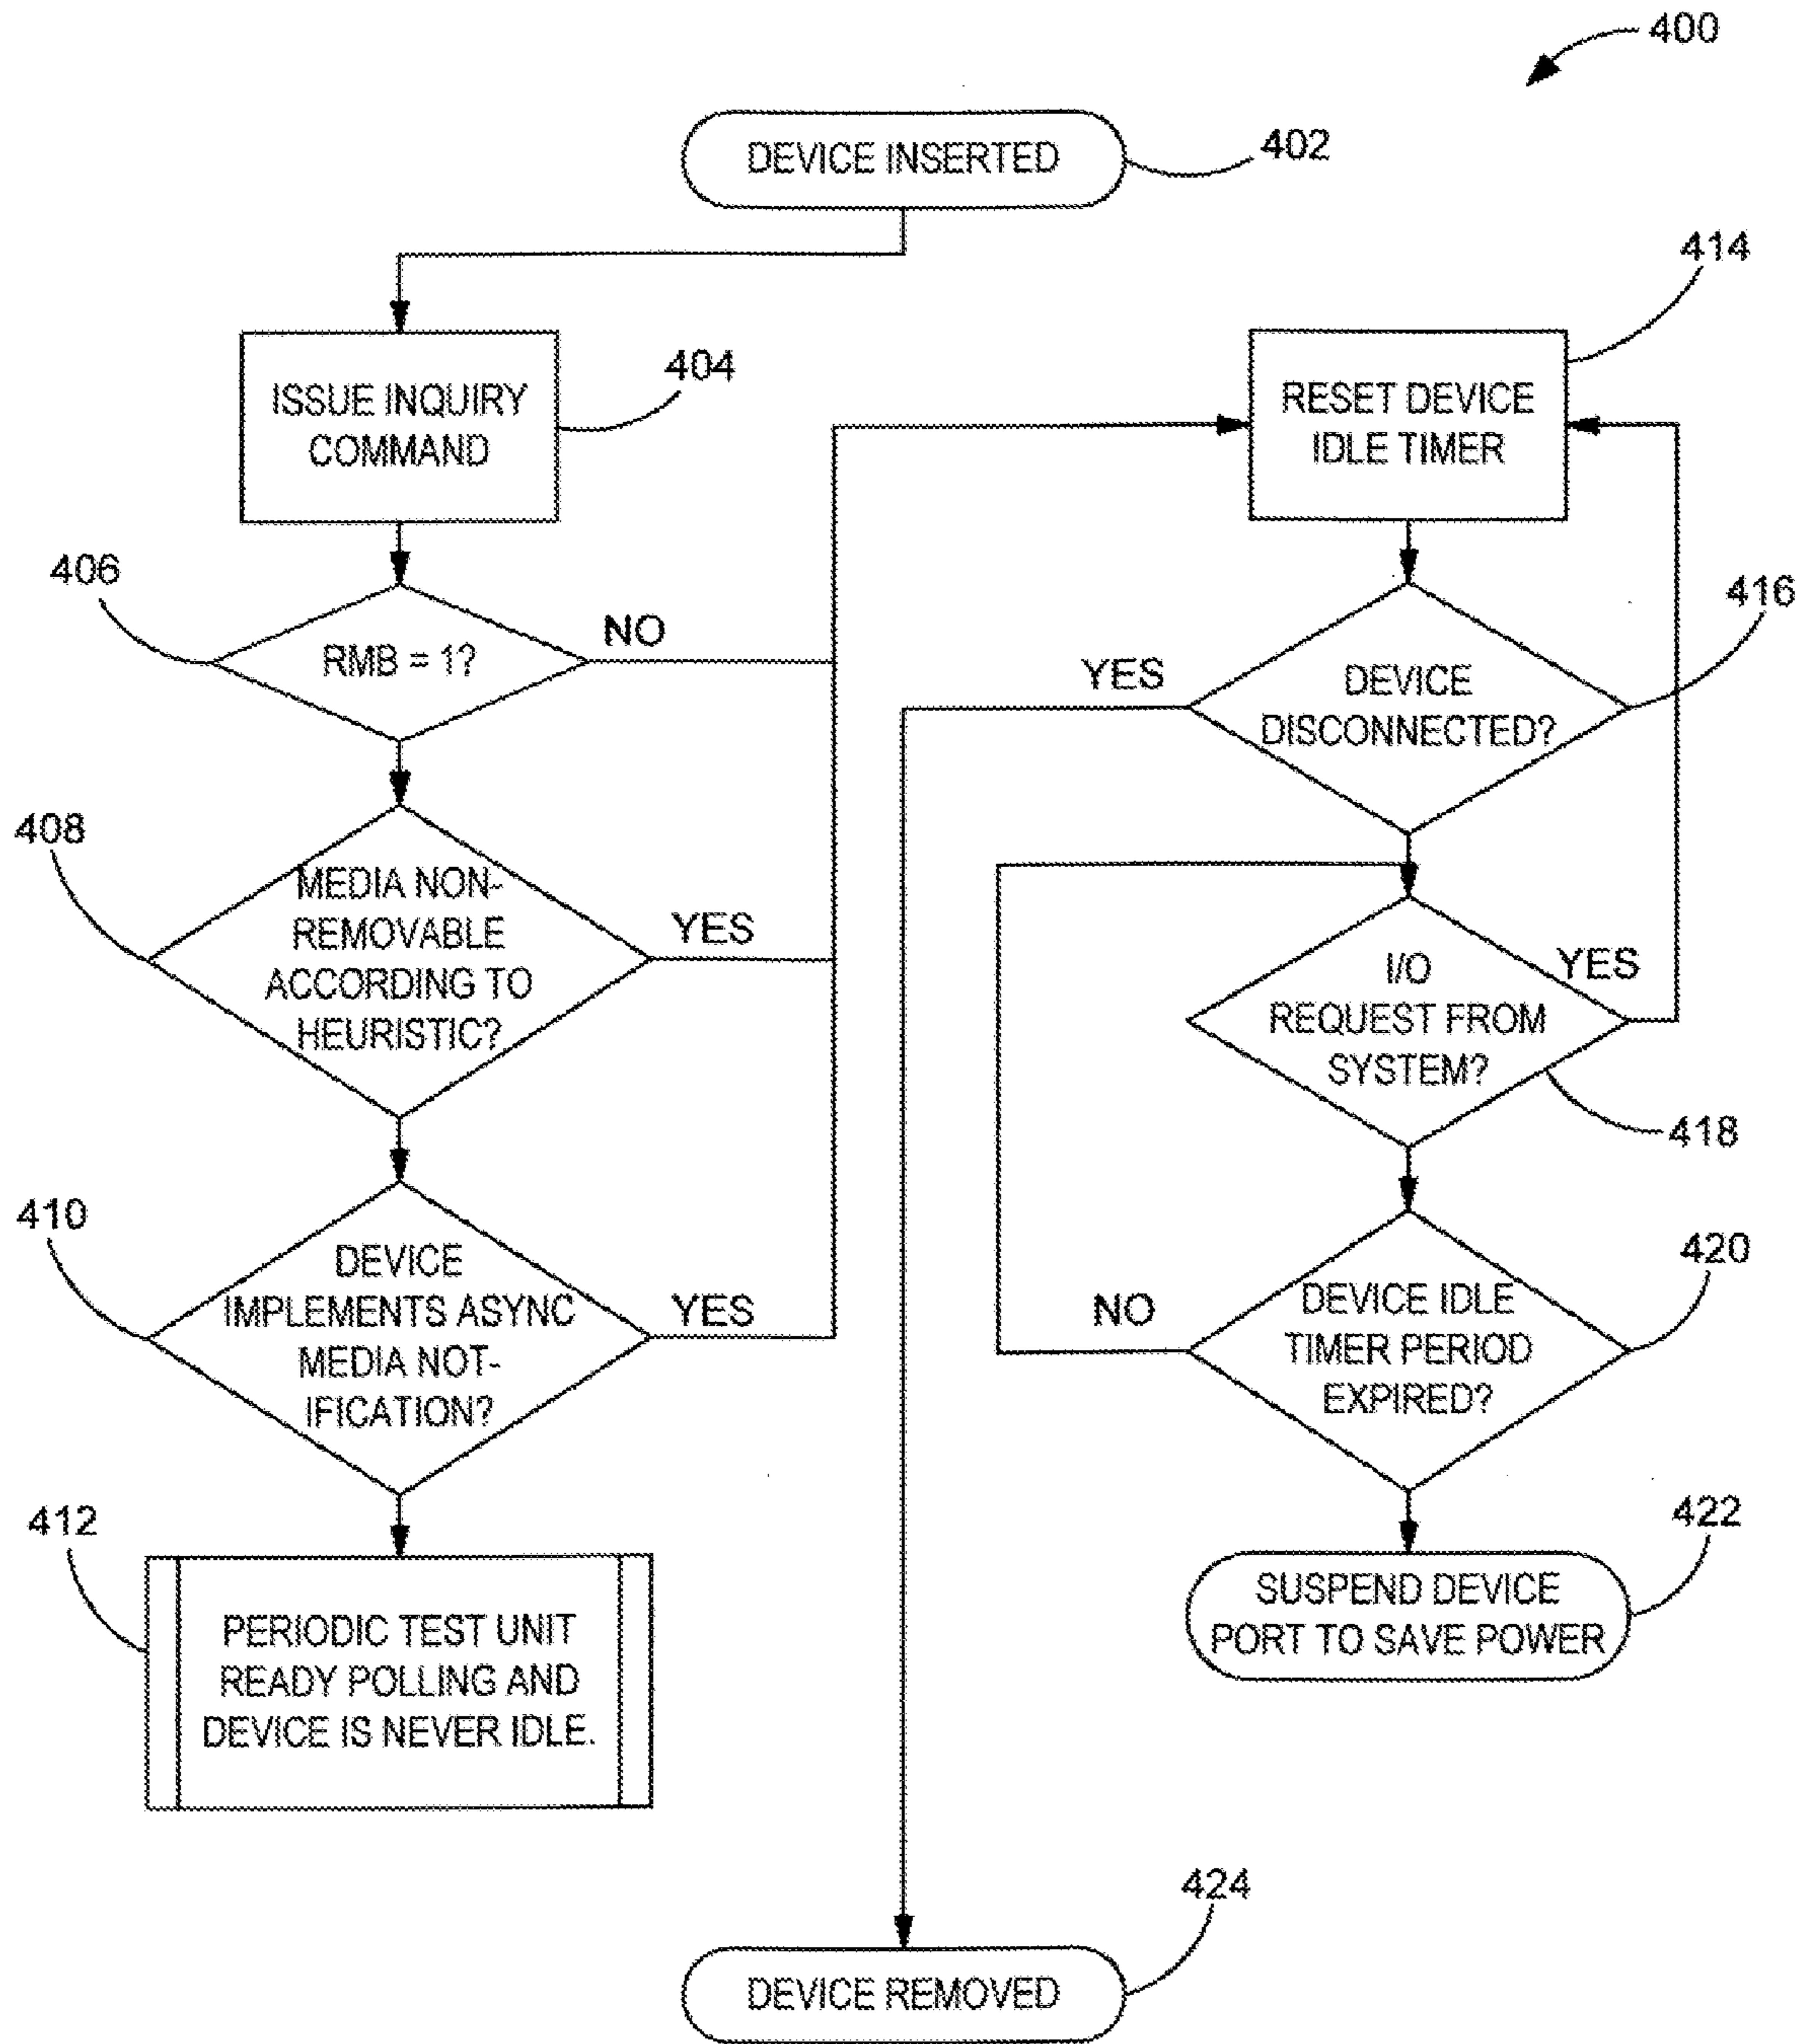 400
DEVICE INSERTED
402
ISSUE INQUIRY
COMMAND
404
RESET DEVICE
IDLE TIMER
414
406
RMB = 1?
NO
DEVICE
DISCONNECTED?
YES
416
408
MEDIA NON-
REMOVABLE
ACCORDING TO
HEURISTIC?
YES
I/O
REQUEST FROM
SYSTEM?
YES
418
410
DEVICE
IMPLEMENTS ASYNC
MEDIA NOT-
IFICATION?
YES
NO
DEVICE IDLE
TIMER PERIOD
EXPIRED?
420
412
PERIODIC TEST UNIT
READY POLLING AND
DEVICE IS NEVER IDLE.
SUSPEND DEVICE
PORT TO SAVE POWER
422
424
DEVICE REMOVED